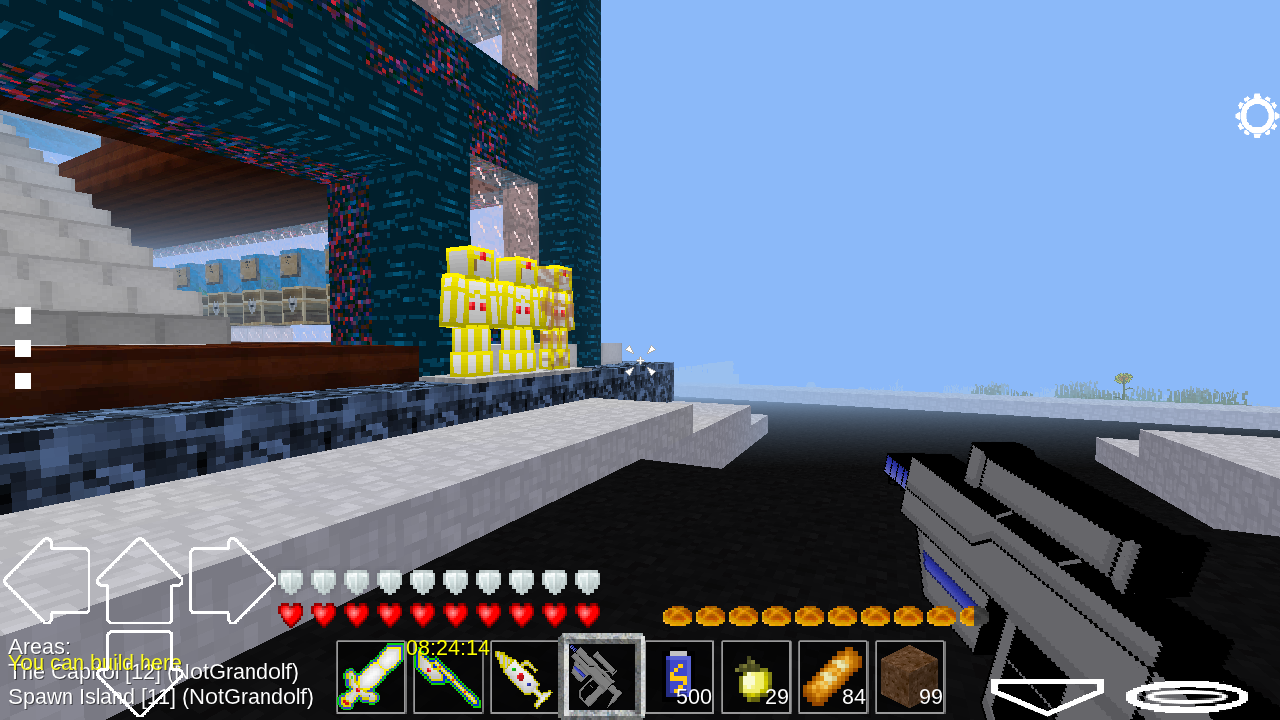 08:24:14
Areas:
You can build here
The Capitol [12] (NotGrandolf)
Spawn Island [11] (NotGrandolf)
500
29
84
99